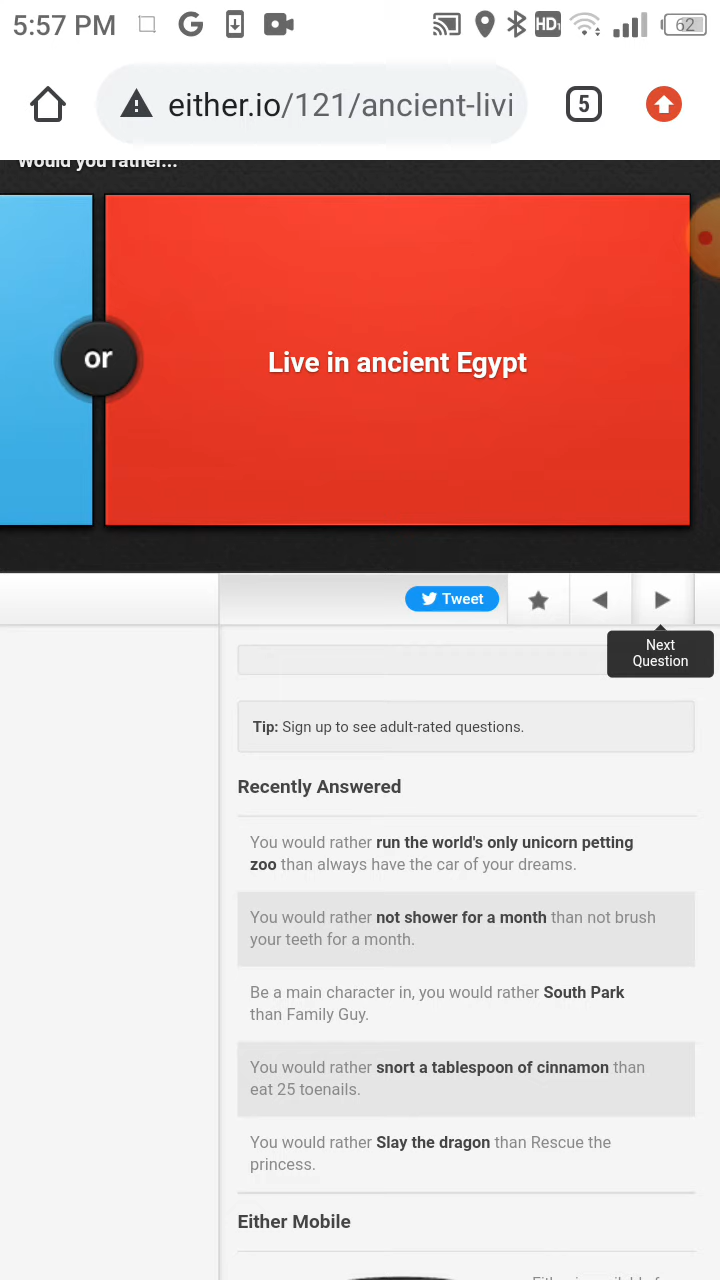 5:57 PM
HD
62
either.io/121/ancient-livi
5
Would you rather...
or
Live in ancient Egypt
Tweet
Next
Question
Tip: Sign up to see adult-rated questions.
Recently Answered
You would rather run the world's only unicorn petting
zoo than always have the car of your dreams.
You would rather not shower for a month than not brush
your teeth for a month.
Be a main character in, you would rather South Park
than Family Guy.
You would rather snort a tablespoon of cinnamon than
eat 25 toenails.
You would rather Slay the dragon than Rescue the
princess.
Either Mobile